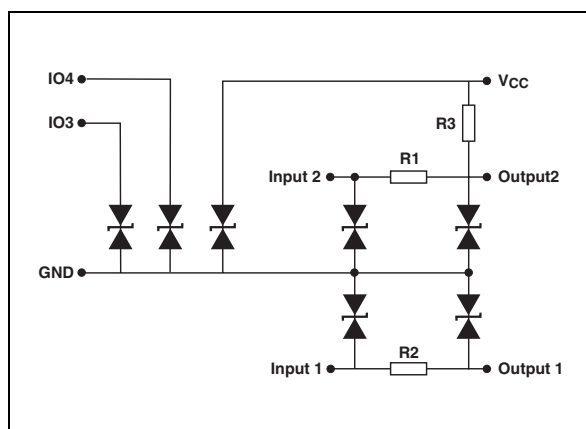 IO4
VCC
IO3
R3
R1
Input 2
Output2
GND
R2
Input 1
Output 1